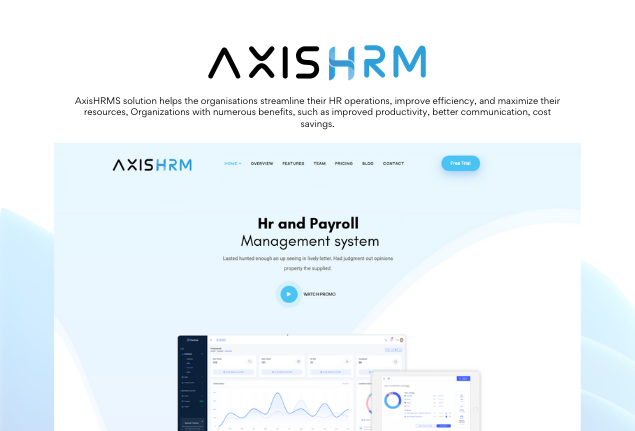 AXISHRM
AxisHRMS solution helps the organisations streamline their HR operations, improve efficiency, and maximize their
resources, Organizations with numerous benefits, such as improved productivity, better communication, cost
savings.
AXISHRM
HOME OVERVIEW FEATURES TEAM PRICING BLOG CONTACT Free Trial
Hr and Payroll
Management system
Lasted hunted enough an up seeing in lively letter. Had judgment out opinions
property the supplied.
WATCH PROMO